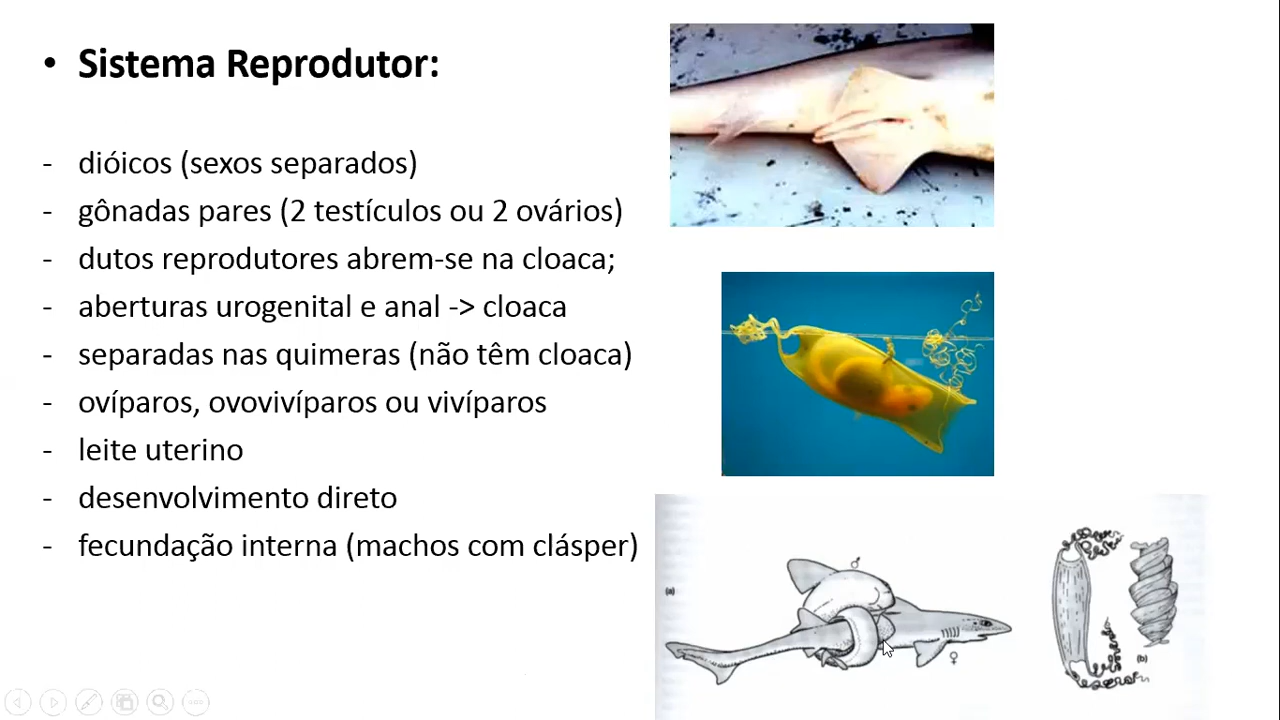 • Sistema Reprodutor:
- dióicos (sexos separados)
- gônadas pares (2 testículos ou 2 ovários)
- dutos reprodutores abrem-se na cloaca;
- aberturas urogenital e anal -> cloaca
- separadas nas quimeras (não têm cloaca)
- ovíparos, ovovivíparos ou vivíparos
- leite uterino
- desenvolvimento direto
- fecundação interna (machos com clásper)
(a)
♂
♀
(b)